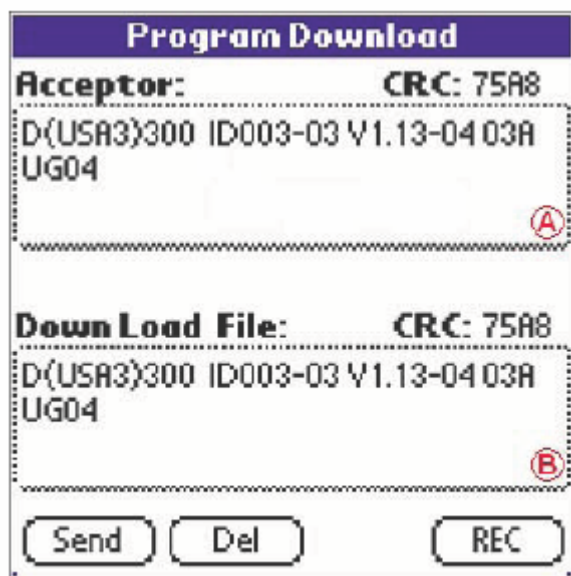 Program Download
Acceptor: CRC: 75A8
D(USA3)300 ID003-03 V1.13-04 03A
UG04
A
Down Load File: CRC: 75A8
D(USA3)300 ID003-03 V1.13-04 03A
UG04
B
Send Del REC